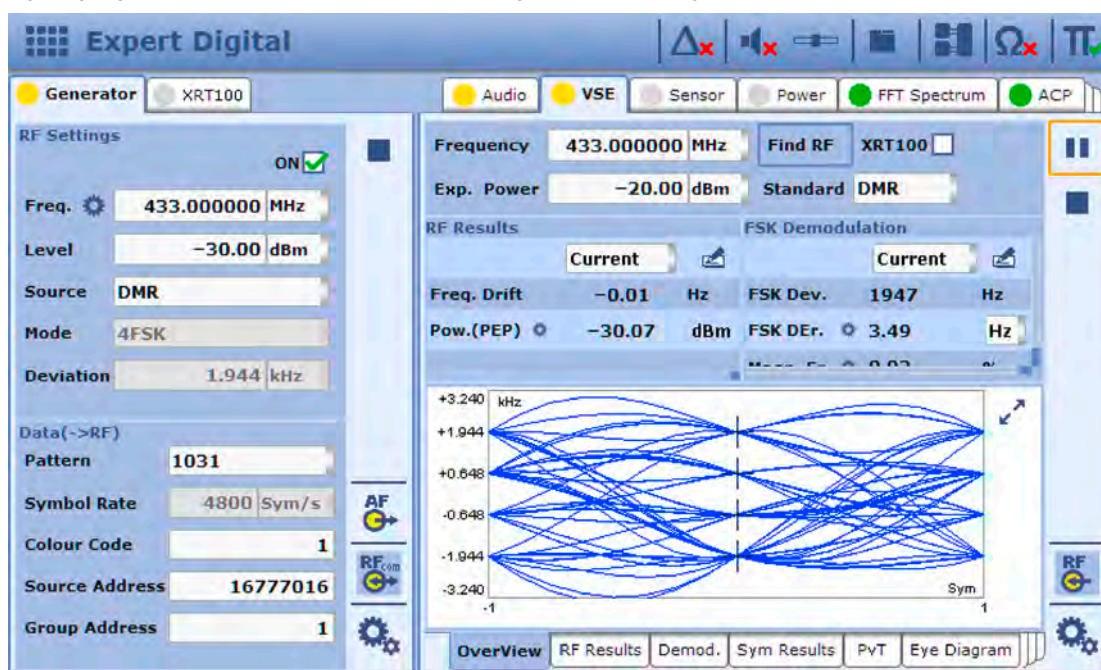 Expert Digital
Generator
XRT100
RF Settings
ON
Freq. 433.000000 MHz
Level -30.00 dBm
Source DMR
Mode 4FSK
Deviation 1.944 kHz
Data(->RF)
Pattern 1031
Symbol Rate 4800 Sym/s
Colour Code 1
Source Address 16777016
Group Address 1
AF
RFcom
Audio VSE Sensor Power FFT Spectrum ACP
Frequency 433.000000 MHz Find RF XRT100
Exp. Power -20.00 dBm Standard DMR
RF Results FSK Demodulation
Current Current
Freq. Drift -0.01 Hz FSK Dev. 1947 Hz
Pow.(PEP) -30.07 dBm FSK DEr. 3.49 Hz
+3.240 kHz
+1.944
+0.648
-0.648
-1.944
-3.240 Sym
-1 1
RF
OverView RF Results Demod. Sym Results PvT Eye Diagram